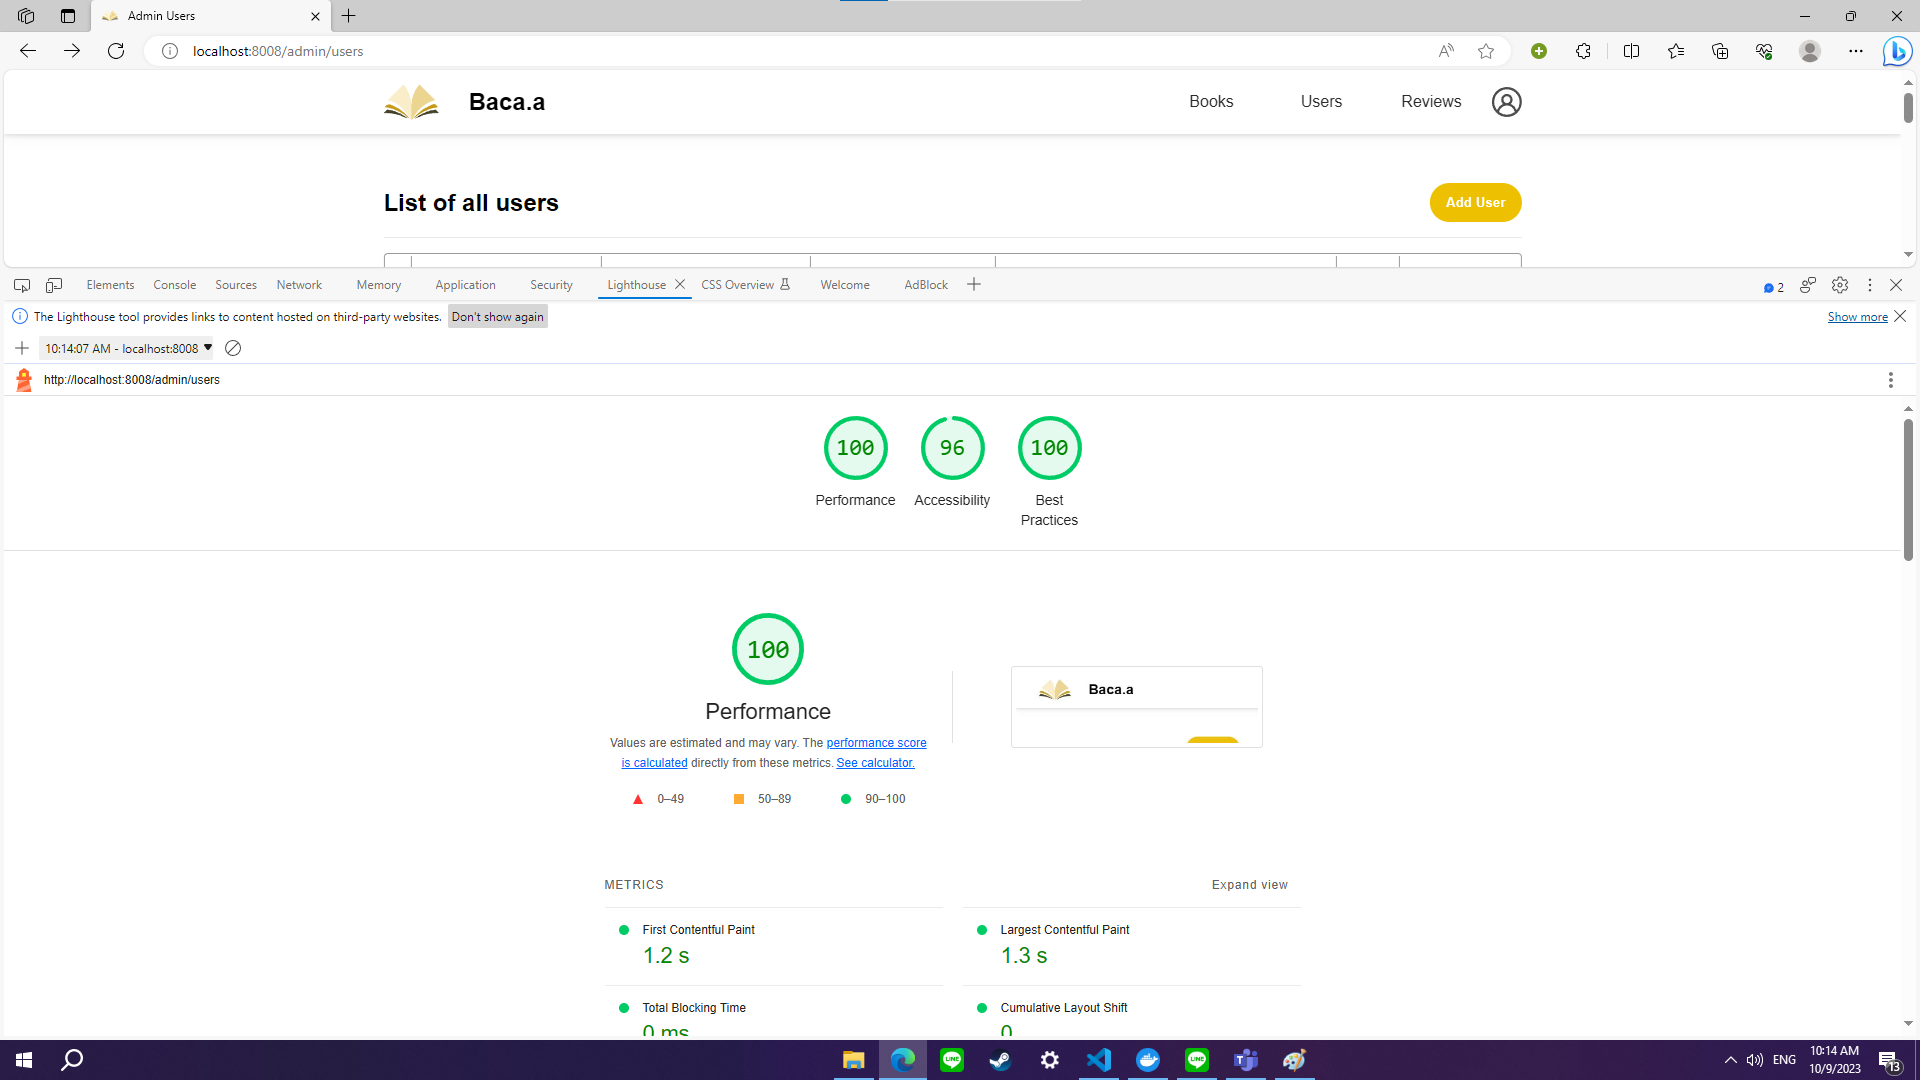 Admin Users
localhost:8008/admin/users
Baca.a
Books
Users
Reviews
List of all users
Add User
Elements
Console
Sources
Network
Memory
Application
Security
Lighthouse
CSS Overview
Welcome
AdBlock
2
The Lighthouse tool provides links to content hosted on third-party websites.
Don't show again
Show more
10:14:07 AM - localhost:8008
http://localhost:8008/admin/users
100
96
100
Performance
Accessibility
Best
Practices
100
Performance
Values are estimated and may vary. The performance score
is calculated directly from these metrics. See calculator.
0–49
50–89
90–100
Baca.a
METRICS
Expand view
First Contentful Paint
1.2 s
Largest Contentful Paint
1.3 s
Total Blocking Time
0 ms
Cumulative Layout Shift
0
ENG
10:14 AM
10/9/2023
13